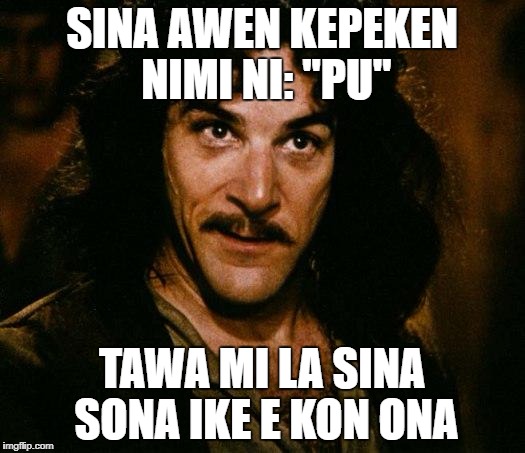 SINA AWEN KEPEKEN
NIMI NI: "PU"
TAWA MI LA SINA
SONA IKE E KON ONA
imgflip.com